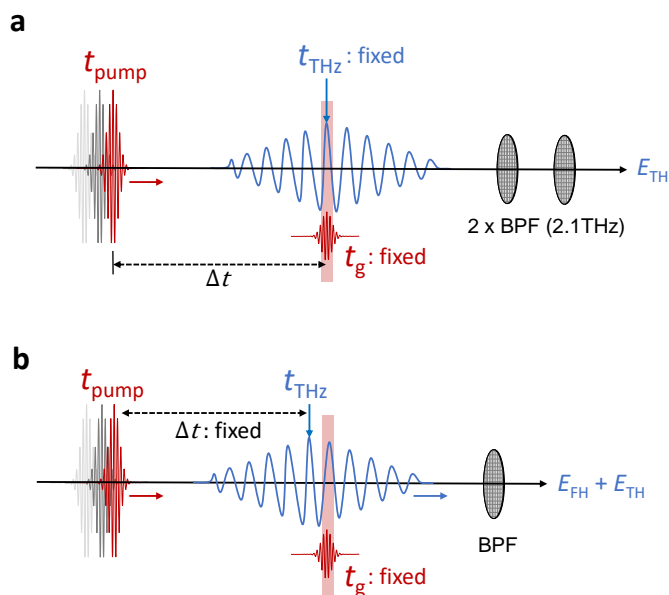 a
t_pump
t_THz : fixed
E_TH
2 x BPF (2.1THz)
t_g : fixed
Δt
b
t_pump
t_THz
Δt : fixed
E_FH + E_TH
BPF
t_g : fixed